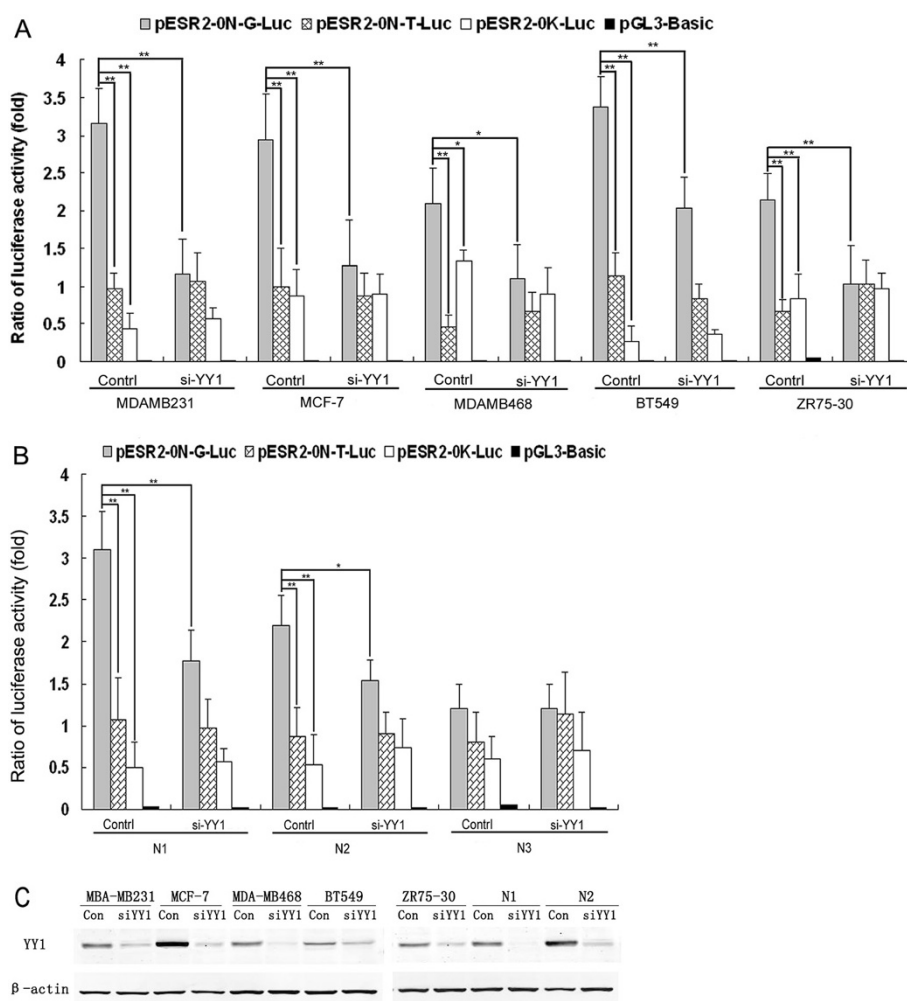 A
pESR2-0N-G-Luc pESR2-0N-T-Luc pESR2-0K-Luc pGL3-Basic
Ratio of luciferase activity (fold)
4
3.5
3
2.5
2
1.5
1
0.5
0
** ** **
** ** **
* * **
** ** **
** ** **
Contrl si-YY1 Contrl si-YY1 Contrl si-YY1 Contrl si-YY1 Contrl si-YY1
MDAMB231 MCF-7 MDAMB468 BT549 ZR75-30
B
pESR2-0N-G-Luc pESR2-0N-T-Luc pESR2-0K-Luc pGL3-Basic
Ratio of luciferase activity (fold)
4
3.5
3
2.5
2
1.5
1
0.5
0
** ** **
* ** **
Contrl si-YY1 Contrl si-YY1 Contrl si-YY1
N1 N2 N3
C
MBA-MB231 MCF-7 MDA-MB468 BT549 ZR75-30 N1 N2
Con siYY1 Con siYY1 Con siYY1 Con siYY1 Con siYY1 Con siYY1 Con siYY1
YY1
β-actin